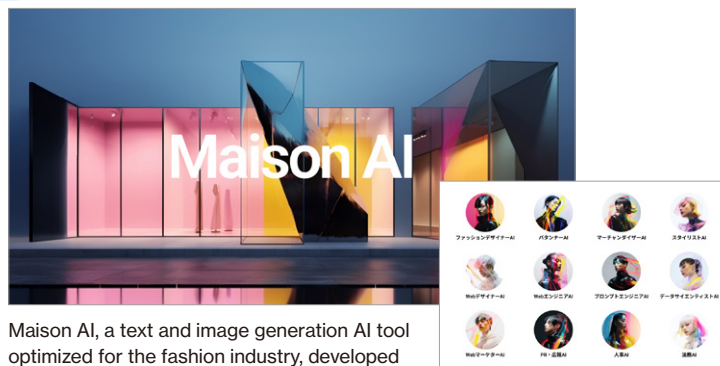 Maison AI
ファッションデザイナーAI
パタンナーAI
マーチャンダイザーAI
スタイリストAI
WebデザイナーAI
WebエンジニアAI
プロンプトエンジニアAI
データサイエンティストAI
WebマーケターAI
PR・広報AI
人事AI
法務AI
Maison AI, a text and image generation AI tool
optimized for the fashion industry, developed